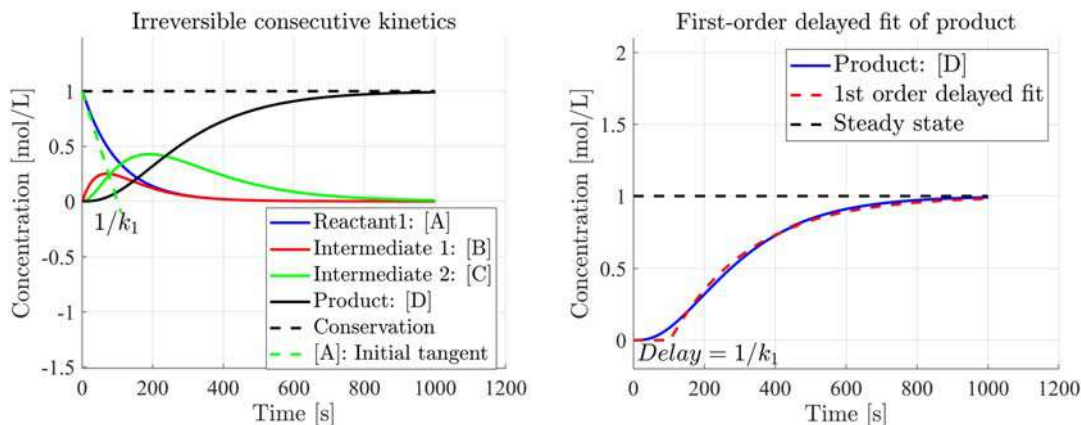 Irreversible consecutive kinetics
Concentration [mol/L]
1
0.5
0
-0.5
-1
-1.5
1/k₁
Reactant1: [A]
Intermediate 1: [B]
Intermediate 2: [C]
Product: [D]
Conservation
[A]: Initial tangent
0 200 400 600 800 1000 1200
Time [s]
First-order delayed fit of product
Concentration [mol/L]
2
1.5
1
0.5
0
Product: [D]
1st order delayed fit
Steady state
Delay = 1/k₁
0 200 400 600 800 1000 1200
Time [s]